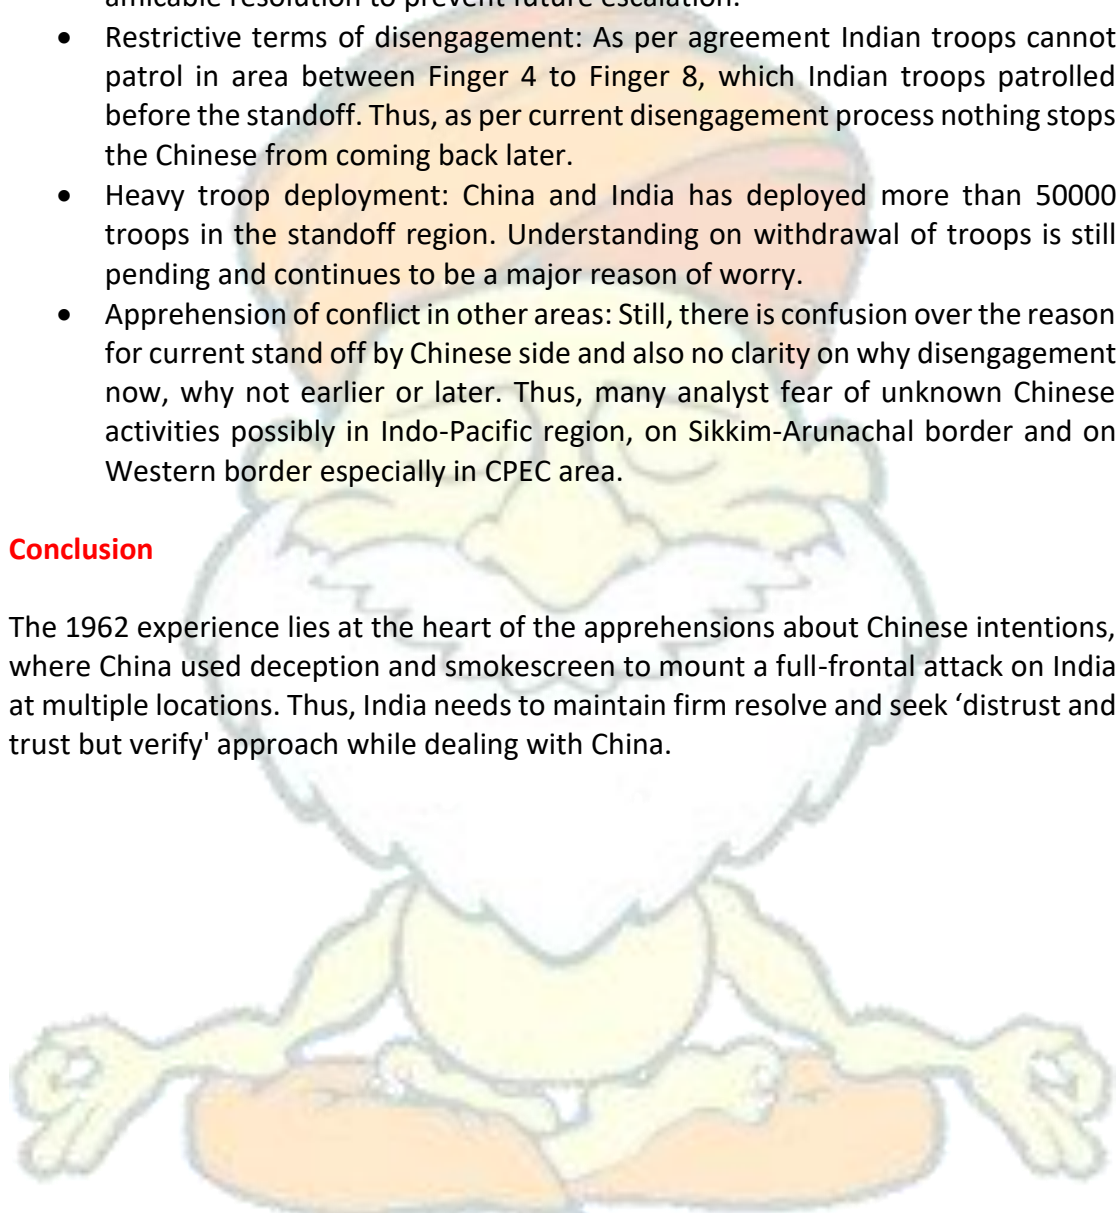 amicable resolution to prevent future escalation.
• Restrictive terms of disengagement: As per agreement Indian troops cannot
patrol in area between Finger 4 to Finger 8, which Indian troops patrolled
before the standoff. Thus, as per current disengagement process nothing stops
the Chinese from coming back later.
• Heavy troop deployment: China and India has deployed more than 50000
troops in the standoff region. Understanding on withdrawal of troops is still
pending and continues to be a major reason of worry.
• Apprehension of conflict in other areas: Still, there is confusion over the reason
for current stand off by Chinese side and also no clarity on why disengagement
now, why not earlier or later. Thus, many analyst fear of unknown Chinese
activities possibly in Indo-Pacific region, on Sikkim-Arunachal border and on
Western border especially in CPEC area.
Conclusion
The 1962 experience lies at the heart of the apprehensions about Chinese intentions,
where China used deception and smokescreen to mount a full-frontal attack on India
at multiple locations. Thus, India needs to maintain firm resolve and seek ‘distrust and
trust but verify' approach while dealing with China.